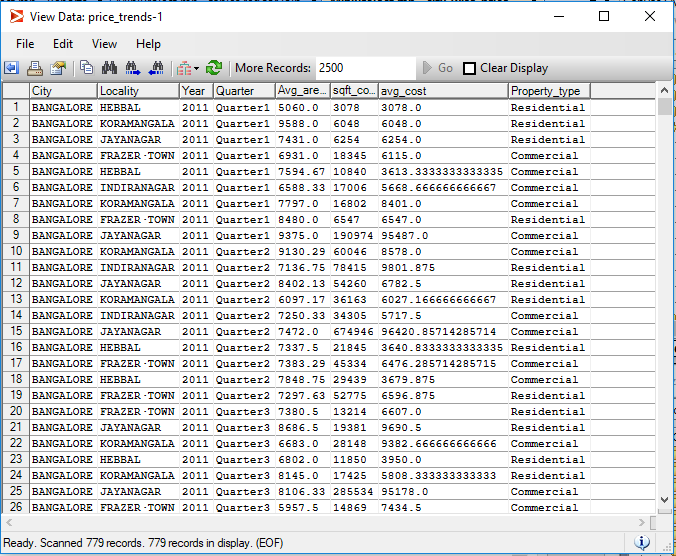 View Data: price_trends-1
File Edit View Help
More Records: 2500 Go Clear Display
City Locality Year Quarter Avg_are... sqft_co... avg_cost Property_type
1 BANGALORE HEBBAL 2011 Quarter1 5060.0 3078 3078.0 Residential
2 BANGALORE KORAMANGALA 2011 Quarter1 9588.0 6048 6048.0 Residential
3 BANGALORE JAYANAGAR 2011 Quarter1 7431.0 6254 6254.0 Residential
4 BANGALORE FRAZER·TOWN 2011 Quarter1 6931.0 18345 6115.0 Commercial
5 BANGALORE HEBBAL 2011 Quarter1 7594.67 10840 3613.3333333333335 Commercial
6 BANGALORE INDIRANAGAR 2011 Quarter1 6588.33 17006 5668.666666666667 Commercial
7 BANGALORE KORAMANGALA 2011 Quarter1 7797.0 16802 8401.0 Commercial
8 BANGALORE FRAZER·TOWN 2011 Quarter1 8480.0 6547 6547.0 Residential
9 BANGALORE JAYANAGAR 2011 Quarter1 9375.0 190974 95487.0 Commercial
10 BANGALORE KORAMANGALA 2011 Quarter2 9130.29 60046 8578.0 Commercial
11 BANGALORE INDIRANAGAR 2011 Quarter2 7136.75 78415 9801.875 Residential
12 BANGALORE JAYANAGAR 2011 Quarter2 8402.13 54260 6782.5 Residential
13 BANGALORE KORAMANGALA 2011 Quarter2 6097.17 36163 6027.166666666667 Residential
14 BANGALORE INDIRANAGAR 2011 Quarter2 7250.33 34305 5717.5 Commercial
15 BANGALORE JAYANAGAR 2011 Quarter2 7472.0 674946 96420.85714285714 Commercial
16 BANGALORE HEBBAL 2011 Quarter2 7337.5 21845 3640.8333333333335 Residential
17 BANGALORE FRAZER·TOWN 2011 Quarter2 7383.29 45334 6476.285714285715 Commercial
18 BANGALORE HEBBAL 2011 Quarter2 7848.75 29439 3679.875 Commercial
19 BANGALORE FRAZER·TOWN 2011 Quarter2 7297.63 52775 6596.875 Residential
20 BANGALORE FRAZER·TOWN 2011 Quarter3 7380.5 13214 6607.0 Residential
21 BANGALORE JAYANAGAR 2011 Quarter3 8686.5 19381 9690.5 Residential
22 BANGALORE KORAMANGALA 2011 Quarter3 6683.0 28148 9382.666666666666 Commercial
23 BANGALORE HEBBAL 2011 Quarter3 6802.0 11850 3950.0 Residential
24 BANGALORE KORAMANGALA 2011 Quarter3 8145.0 17425 5808.333333333333 Residential
25 BANGALORE JAYANAGAR 2011 Quarter3 8106.33 285534 95178.0 Commercial
26 BANGALORE FRAZER·TOWN 2011 Quarter3 5957.5 14869 7434.5 Commercial
Ready. Scanned 779 records. 779 records in display. (EOF)